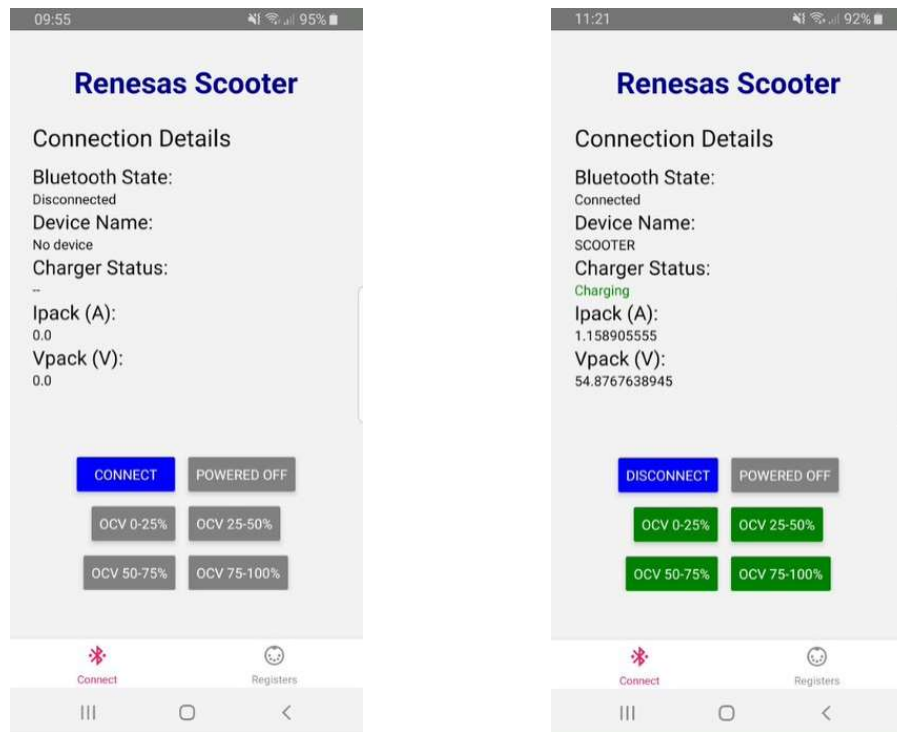 09:55 95%
Renesas Scooter
Connection Details
Bluetooth State:
Disconnected
Device Name:
No device
Charger Status:
--
Ipack (A):
0.0
Vpack (V):
0.0
CONNECT POWERED OFF
OCV 0-25% OCV 25-50%
OCV 50-75% OCV 75-100%
Connect Registers
11:21 92%
Renesas Scooter
Connection Details
Bluetooth State:
Connected
Device Name:
SCOOTER
Charger Status:
Charging
Ipack (A):
1.158905555
Vpack (V):
54.8767638945
DISCONNECT POWERED OFF
OCV 0-25% OCV 25-50%
OCV 50-75% OCV 75-100%
Connect Registers